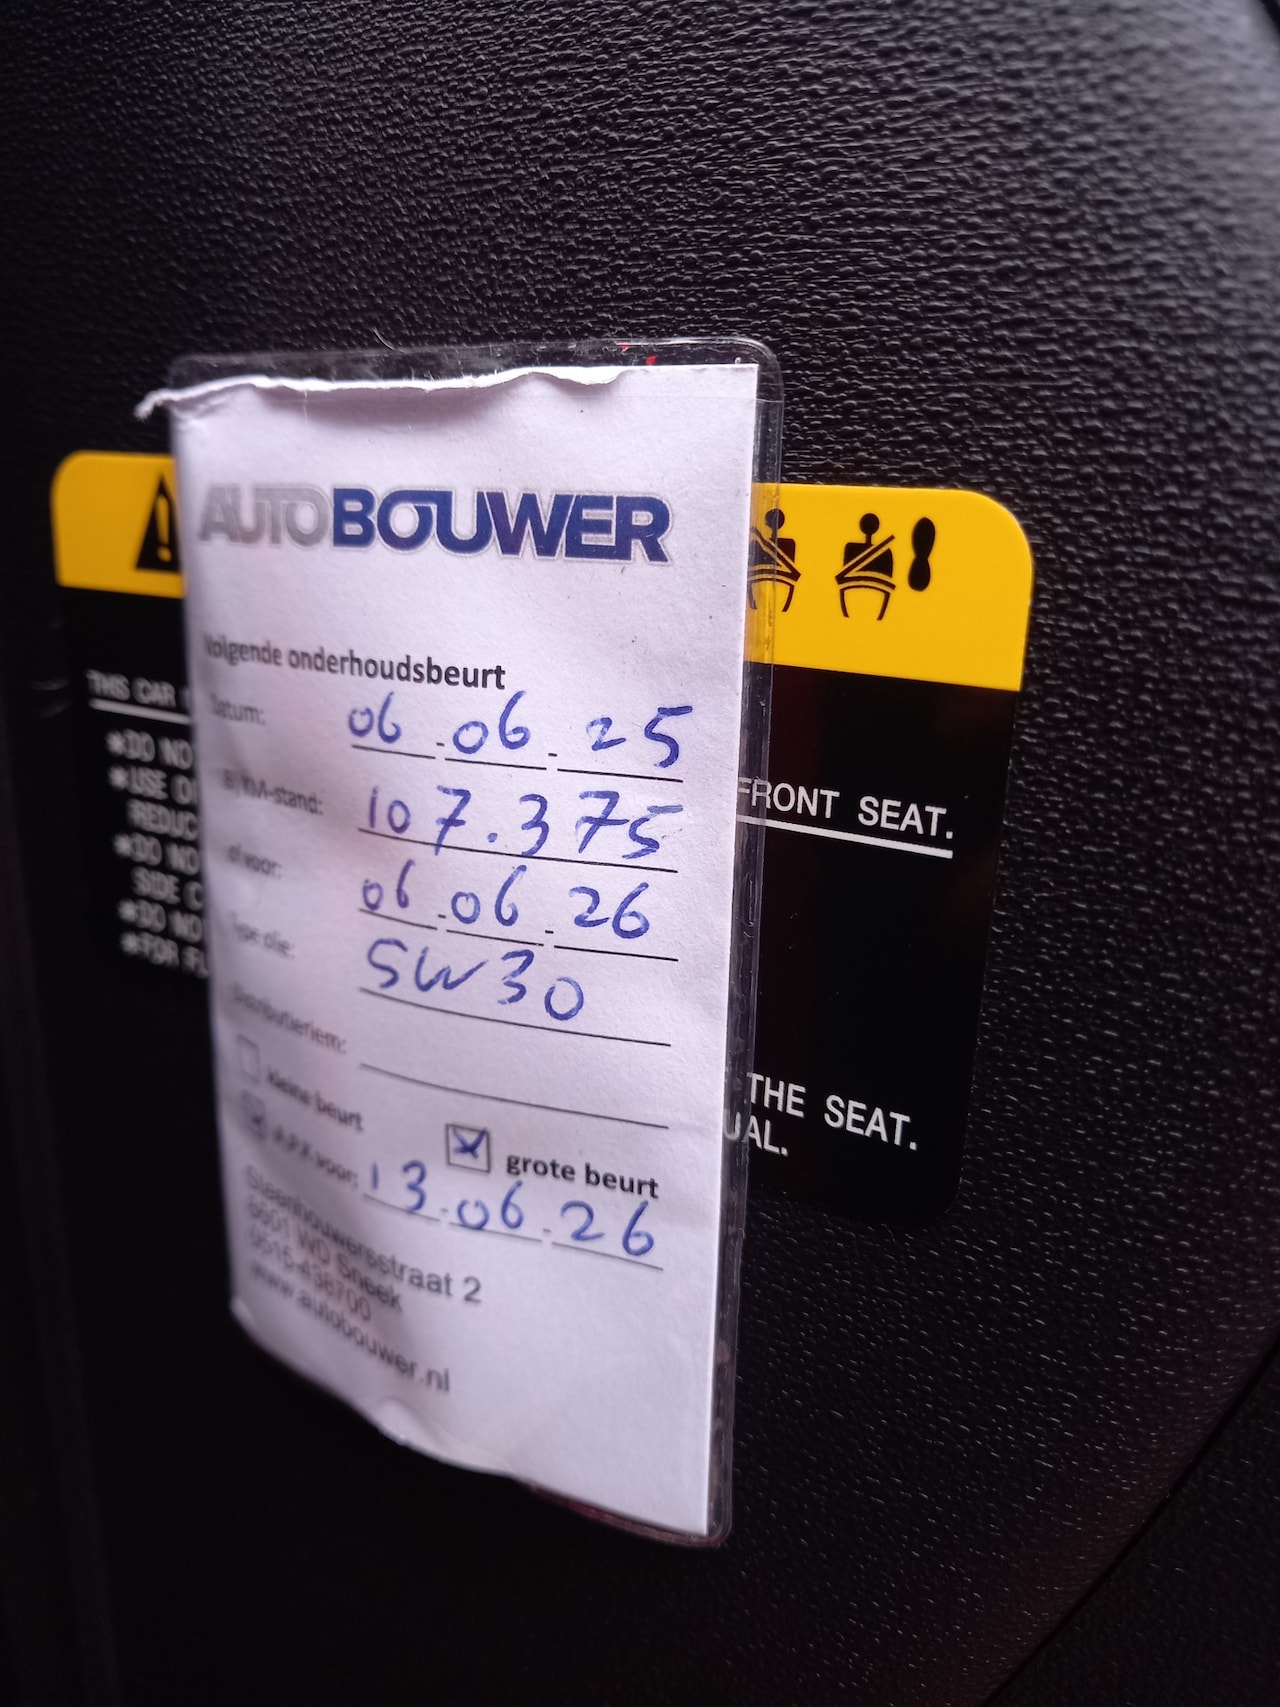 AUTOBOUWER
Volgende onderhoudsbeurt
Datum: 06.06.25
Bij KM-stand: 107.375
of voor: 06.06.26
Type olie: 5W30
Distributieriem:
kleine beurt
grote beurt
A.P.K voor: 13.06.26
Steenhouwersstraat 2
8601 WD Sneek
0515-438700
www.autobouwer.nl
THIS CAR
*DO NO
*USE
REDUC
*DO NO
SIDE
*DO NO
*FOR
FRONT SEAT.
THE SEAT.
UAL.